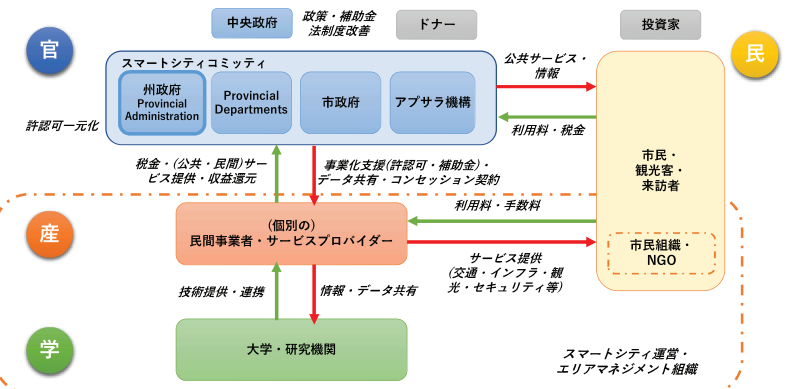 中央政府
政策・補助金
法制度改善
ドナー
投資家
官
民
スマートシティコミッティ
州政府
Provincial
Administration
Provincial
Departments
市政府
アプサラ機構
公共サービス・
情報
許認可一元化
利用料・税金
市民・
観光客・
来訪者
税金・(公共・民間)サー
ビス提供・収益還元
事業化支援(許認可・補助金)・
データ共有・コンセッション契約
産
(個別の)
民間事業者・サービスプロバイダー
利用料・手数料
サービス提供
(交通・インフラ・観
光・セキュリティ等)
市民組織・
NGO
技術提供・連携
情報・データ共有
学
大学・研究機関
スマートシティ運営・
エリアマネジメント組織